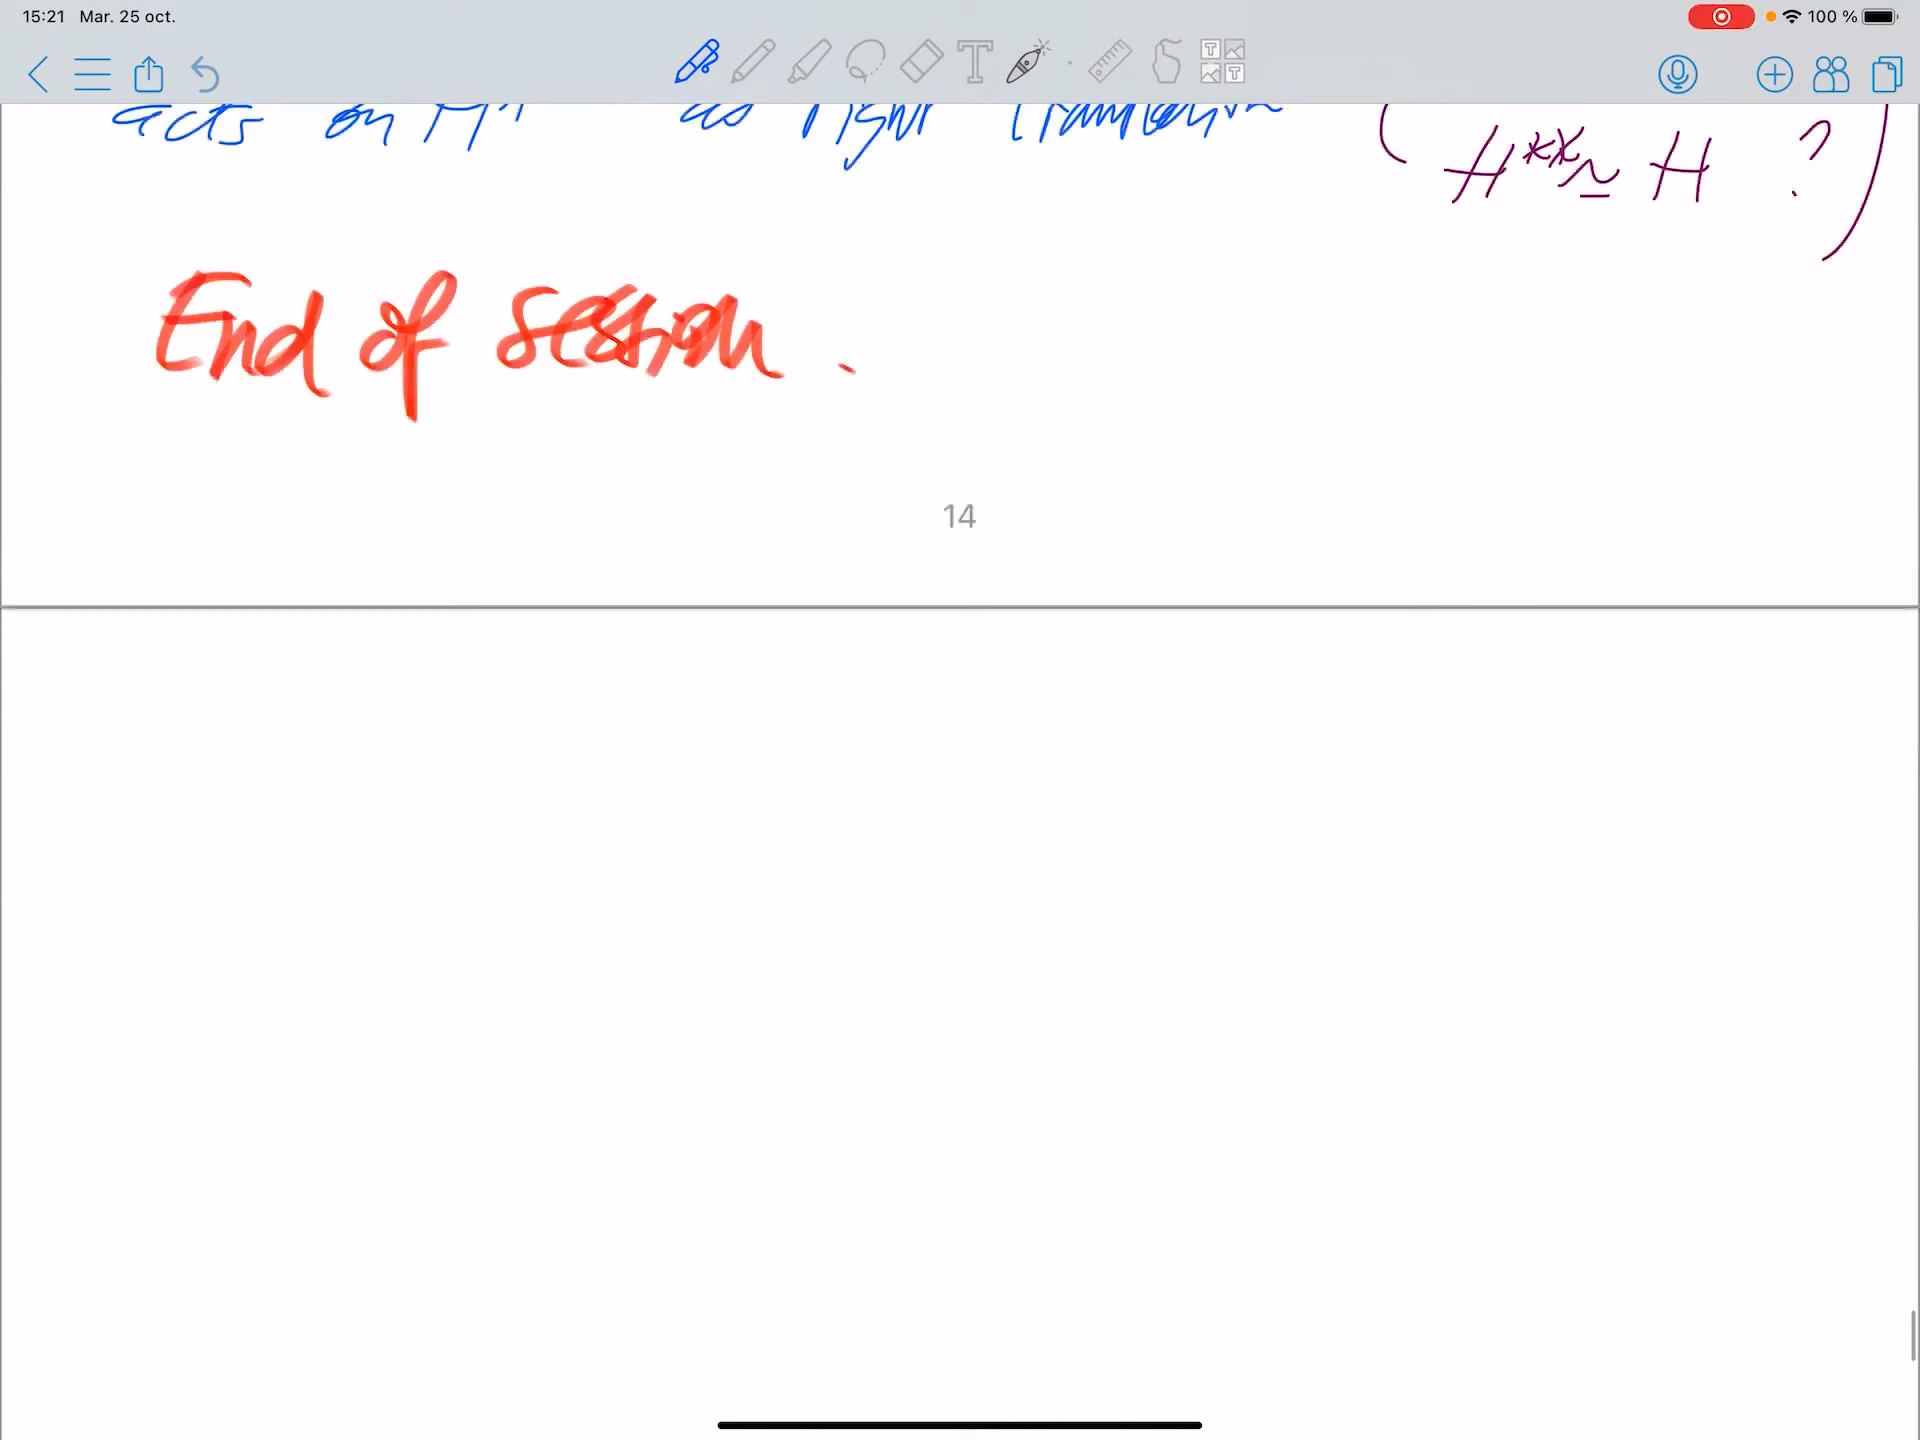 15:21 Mar. 25 oct. 100 %
acts on as right translation
H** ≃ H ?
End of session.
14